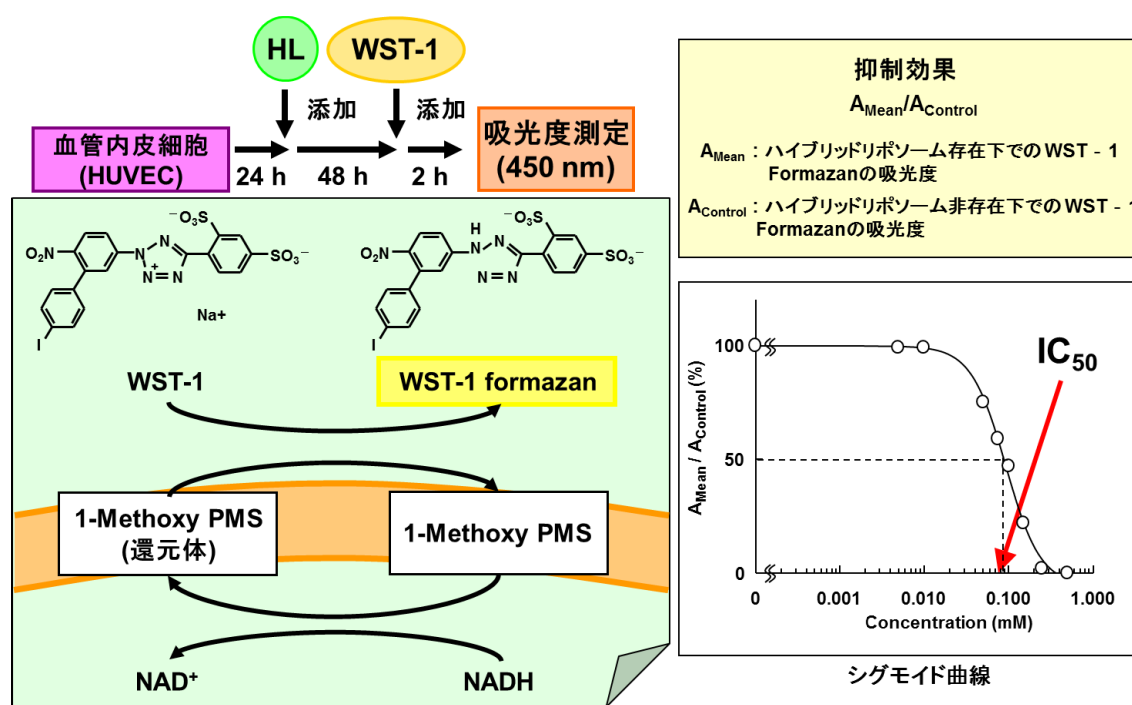 HL
WST-1
添加
添加
血管内皮細胞
(HUVEC)
24 h
48 h
2 h
吸光度測定
(450 nm)
抑制効果
A_Mean/A_Control
A_Mean : ハイブリッドリポソーム存在下でのWST - 1
Formazanの吸光度
A_Control : ハイブリッドリポソーム非存在下でのWST - 1
Formazanの吸光度
O₂N
N
N
N=N
+
⁻O₃S
SO₃⁻
I
Na+
O₂N
H
N
N
N=N
⁻O₃S
SO₃⁻
I
WST-1
WST-1 formazan
1-Methoxy PMS
(還元体)
1-Methoxy PMS
NAD⁺
NADH
A_Mean / A_Control (%)
100
50
0
IC₅₀
0
0.001
0.010
0.100
1.000
Concentration (mM)
シグモイド曲線